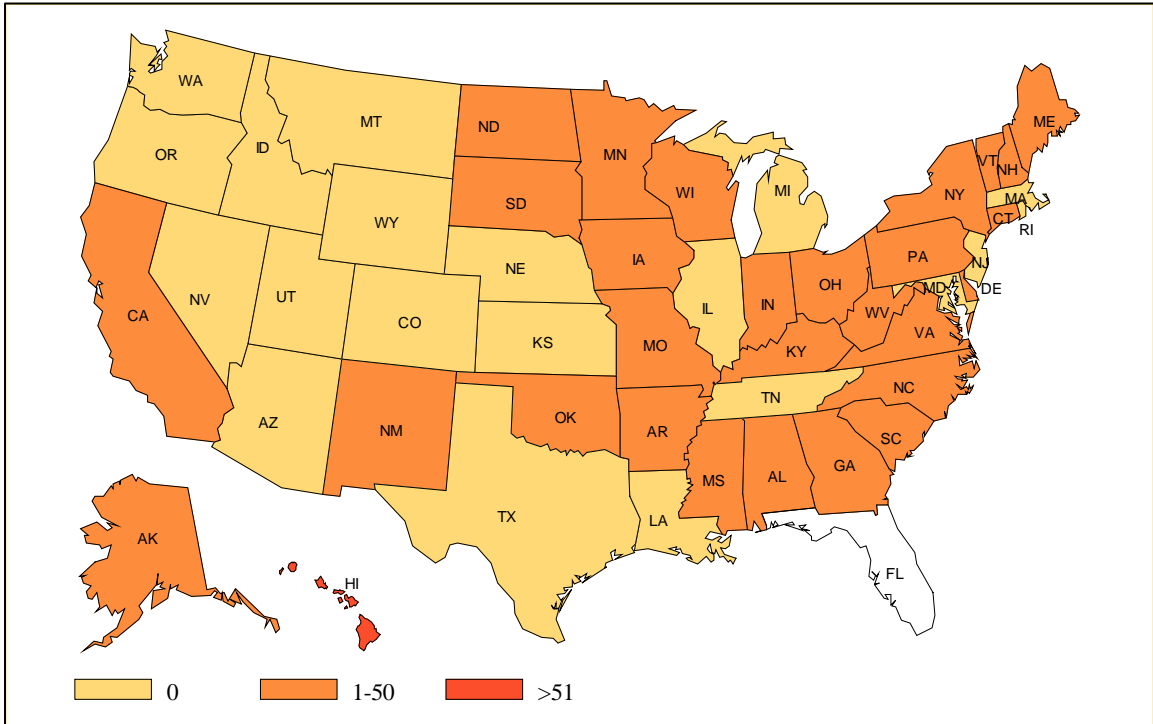 WA
MT
ND
MN
ME
OR
ID
VT
NH
WI
MI
NY
MA
SD
WY
CT
RI
IA
PA
NE
NJ
NV
UT
IL
IN
OH
MD
DE
CA
CO
WV
VA
KS
MO
KY
TN
NC
AZ
NM
OK
AR
SC
GA
MS
AL
TX
LA
AK
FL
HI
0
1-50
>51